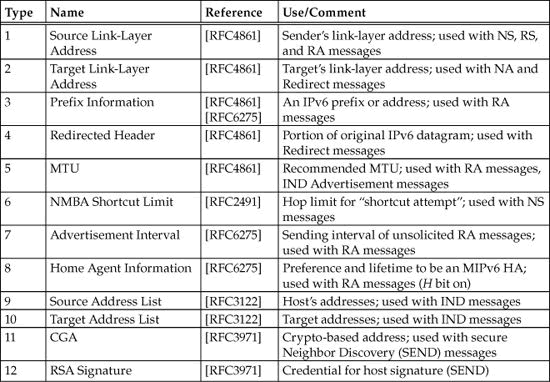 Type Name Reference Use/Comment
1 Source Link-Layer [RFC4861] Sender's link-layer address; used with NS, RS,
Address and RA messages
2 Target Link-Layer [RFC4861] Target's link-layer address; used with NA and
Address Redirect messages
3 Prefix Information [RFC4861] An IPv6 prefix or address; used with RA
[RFC6275] messages
4 Redirected Header [RFC4861] Portion of original IPv6 datagram; used with
Redirect messages
5 MTU [RFC4861] Recommended MTU; used with RA messages,
IND Advertisement messages
6 NMBA Shortcut Limit [RFC2491] Hop limit for “shortcut attempt”; used with NS
messages
7 Advertisement Interval [RFC6275] Sending interval of unsolicited RA messages;
used with RA messages
8 Home Agent Information [RFC6275] Preference and lifetime to be an MIPv6 HA;
used with RA messages (H bit on)
9 Source Address List [RFC3122] Host's addresses; used with IND messages
10 Target Address List [RFC3122] Target addresses; used with IND messages
11 CGA [RFC3971] Crypto-based address; used with secure
Neighbor Discovery (SEND) messages
12 RSA Signature [RFC3971] Credential for host signature (SEND)